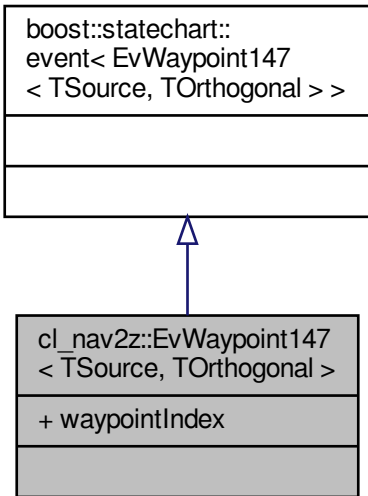 boost::statechart::
event< EvWaypoint147
< TSource, TOrthogonal > >
cl_nav2z::EvWaypoint147
< TSource, TOrthogonal >
+ waypointIndex